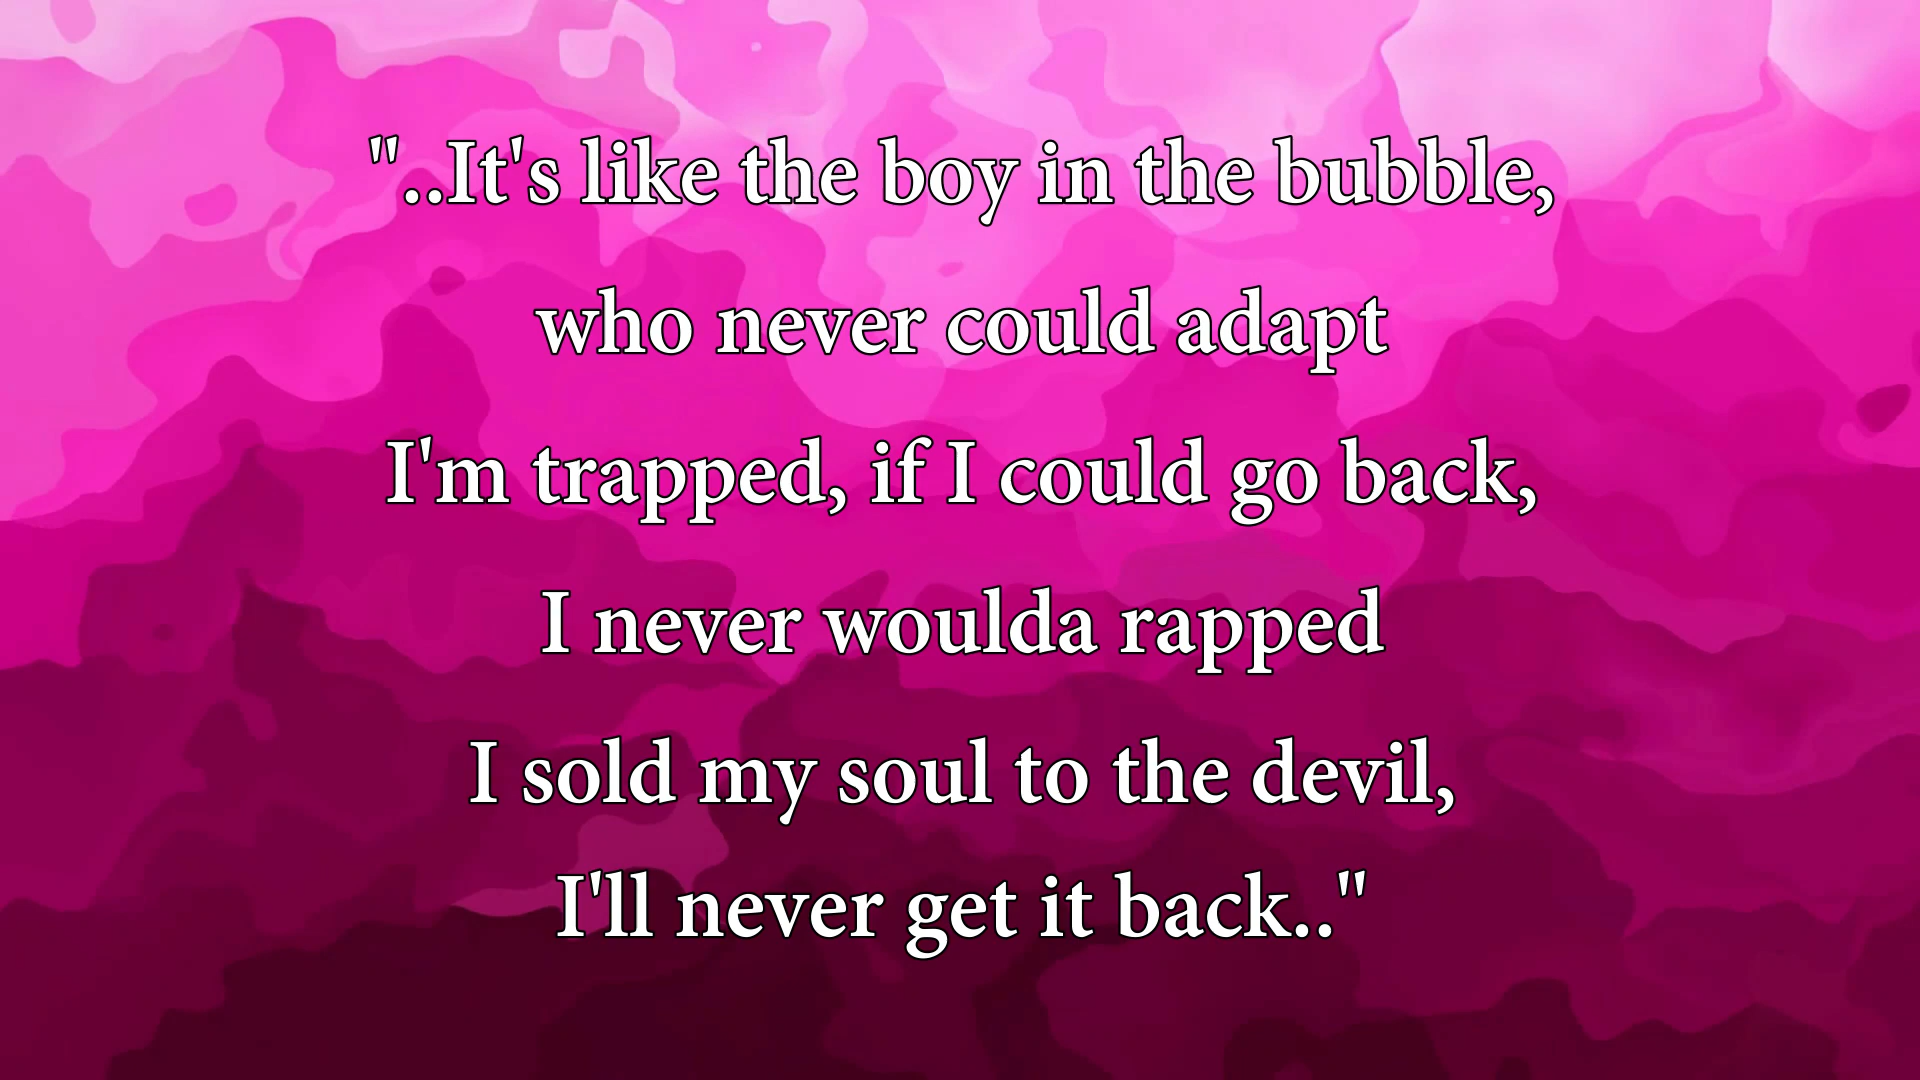 "..It's like the boy in the bubble,
who never could adapt
I'm trapped, if I could go back,
I never woulda rapped
I sold my soul to the devil,
I'll never get it back.."